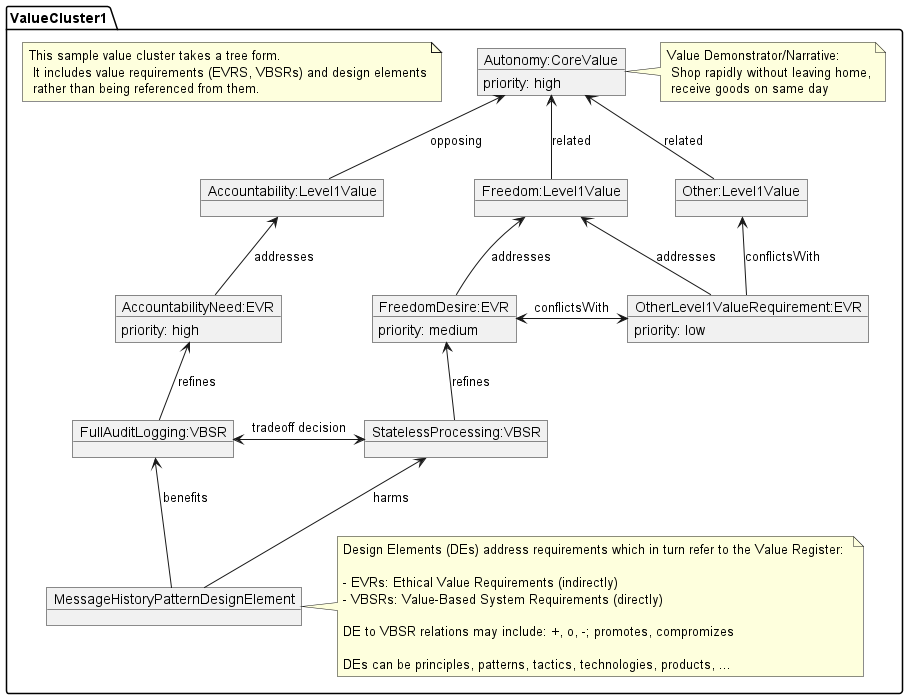 ValueCluster1
This sample value cluster takes a tree form.
It includes value requirements (EVRS, VBSRs) and design elements
rather than being referenced from them.
Autonomy:CoreValue
priority: high
Value Demonstrator/Narrative:
Shop rapidly without leaving home,
receive goods on same day
opposing
related
related
Accountability:Level1Value
Freedom:Level1Value
Other:Level1Value
addresses
addresses
addresses
conflictsWith
AccountabilityNeed:EVR
priority: high
FreedomDesire:EVR
priority: medium
conflictsWith
OtherLevel1ValueRequirement:EVR
priority: low
refines
refines
FullAuditLogging:VBSR
tradeoff decision
StatelessProcessing:VBSR
benefits
harms
MessageHistoryPatternDesignElement
Design Elements (DEs) address requirements which in turn refer to the Value Register:
- EVRs: Ethical Value Requirements (indirectly)
- VBSRs: Value-Based System Requirements (directly)
DE to VBSR relations may include: +, o, -; promotes, compromizes
DEs can be principles, patterns, tactics, technologies, products, ...